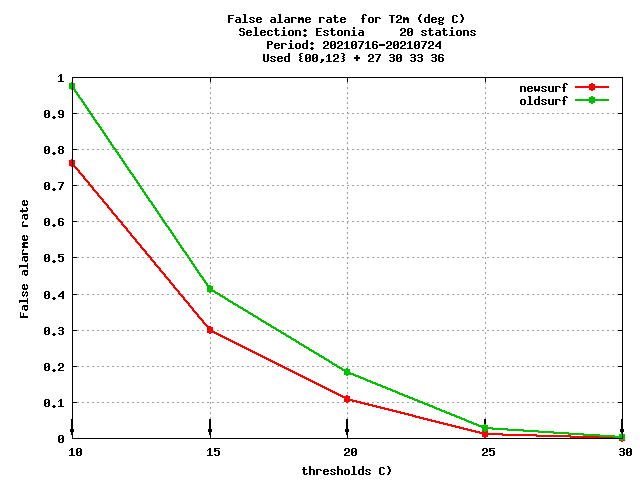 False alarme rate  for T2m (deg C)
Selection: Estonia     20 stations
Period: 20210716-20210724
Used {00,12} + 27 30 33 36
newsurf
oldsurf
False alarme rate
1
0.9
0.8
0.7
0.6
0.5
0.4
0.3
0.2
0.1
0
10 15 20 25 30
thresholds C)